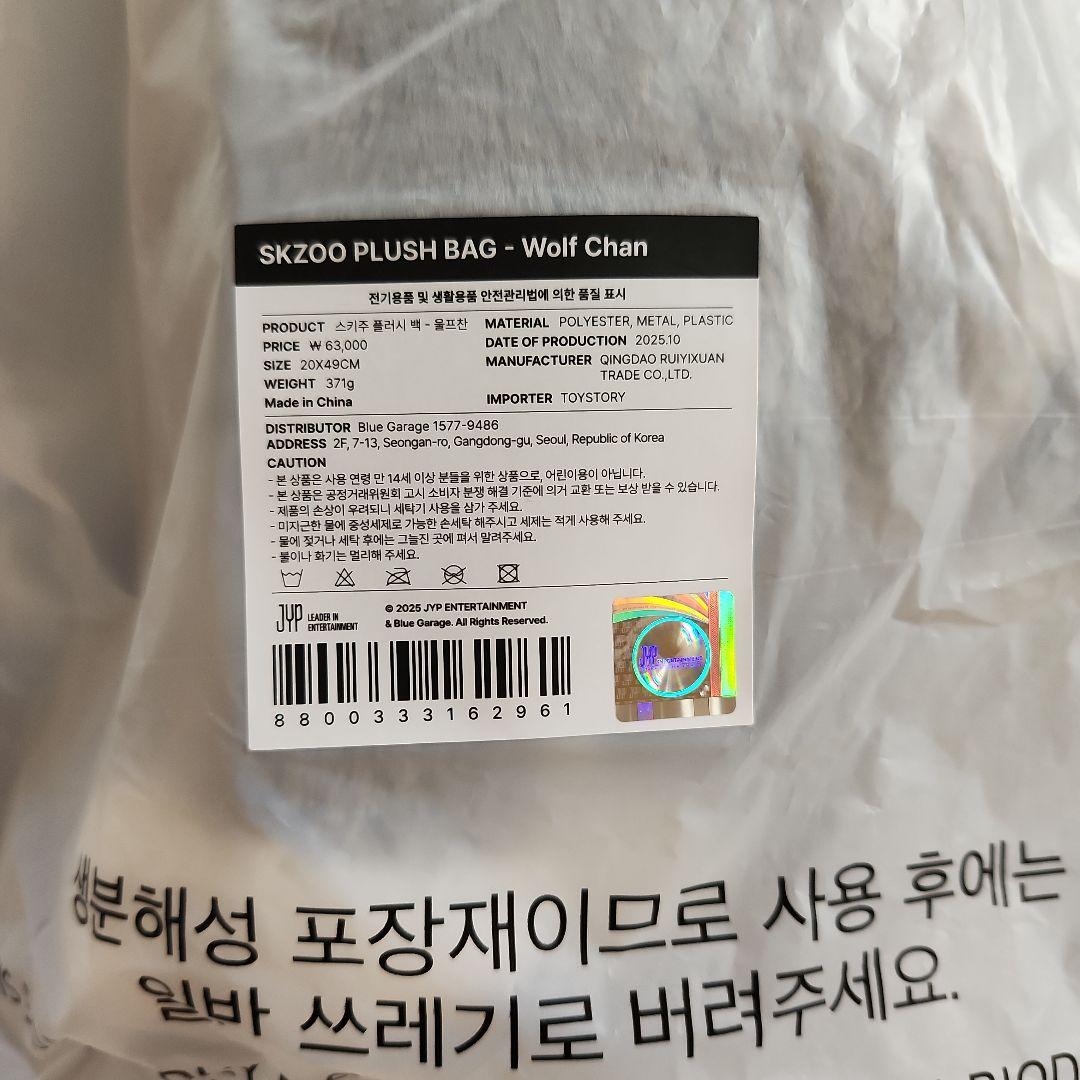 SKZOO PLUSH BAG - Wolf Chan
전기용품 및 생활용품 안전관리법에 의한 품질 표시
PRODUCT 스키주 플러시 백 - 울프찬
PRICE ₩ 63,000
SIZE 20X49CM
WEIGHT 371g
Made in China
MATERIAL POLYESTER, METAL, PLASTIC
DATE OF PRODUCTION 2025.10
MANUFACTURER QINGDAO RUIYIXUAN
TRADE CO.,LTD.
IMPORTER TOYSTORY
DISTRIBUTOR Blue Garage 1577-9486
ADDRESS 2F, 7-13, Seongan-ro, Gangdong-gu, Seoul, Republic of Korea
CAUTION
- 본 상품은 사용 연령 만 14세 이상 분들을 위한 상품으로, 어린이용이 아닙니다.
- 본 상품은 공정거래위원회 고시 소비자 분쟁 해결 기준에 의거 교환 또는 보상 받을 수 있습니다.
- 제품의 손상이 우려되니 세탁기 사용을 삼가 주세요.
- 미지근한 물에 중성세제로 가능한 손세탁 해주시고 세제는 적게 사용해 주세요.
- 물에 젖거나 세탁 후에는 그늘진 곳에 펴서 말려주세요.
- 불이나 화기는 멀리해 주세요.
JYP LEADER IN
ENTERTAINMENT
© 2025 JYP ENTERTAINMENT
& Blue Garage. All Rights Reserved.
8800333162961
JYP ENTERTAINMENT
생분해성 포장재이므로 사용 후에는
일반 쓰레기로 버려주세요.